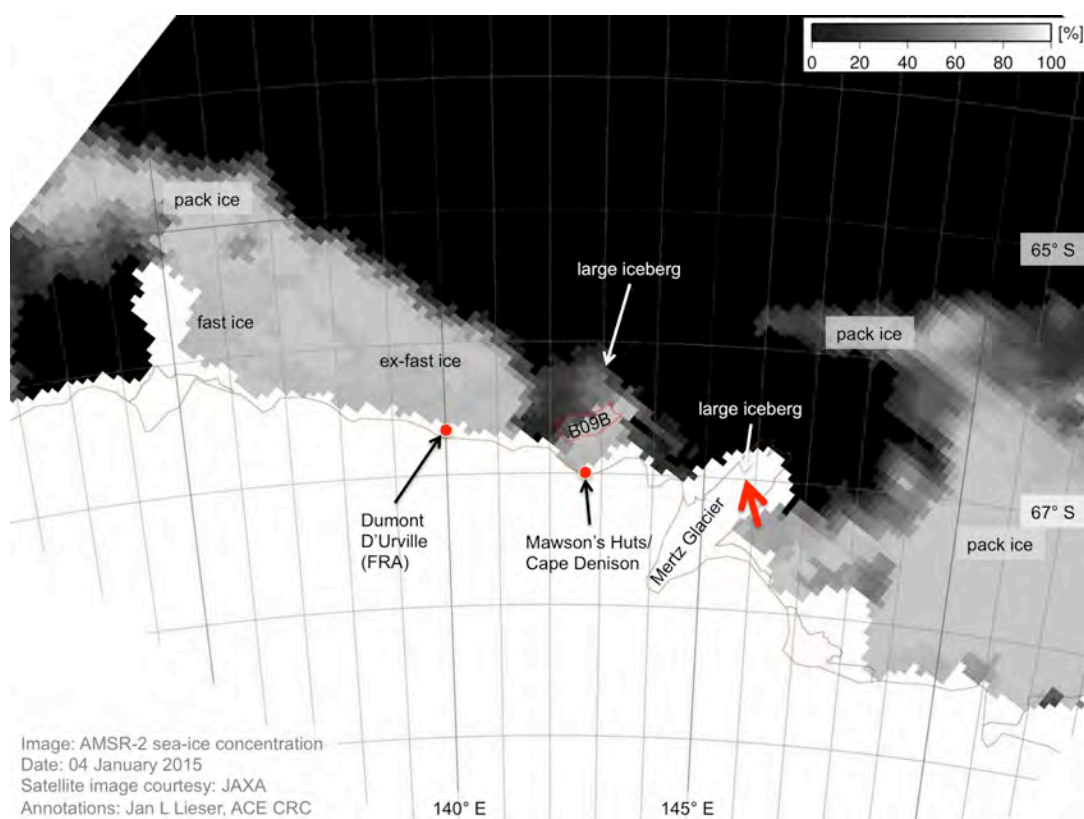 [%]
0 20 40 60 80 100
pack ice
65° S
large iceberg
fast ice
pack ice
ex-fast ice
large iceberg
B09B
67° S
Dumont
D'Urville
(FRA)
Mawson's Huts/
Cape Denison
Mertz Glacier
pack ice
Image: AMSR-2 sea-ice concentration
Date: 04 January 2015
Satellite image courtesy: JAXA
Annotations: Jan L Lieser, ACE CRC
140° E
145° E